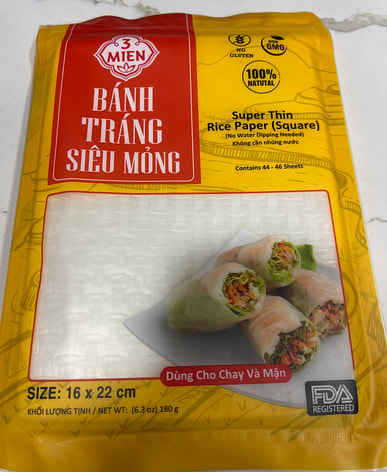 3
MIEN
BÁNH
TRÁNG
SIÊU MỎNG
NO
GLUTEN
NON
GMO
100%
NATUTAL
Super Thin
Rice Paper (Square)
(No Water Dipping Needed)
Không cần nhúng nước
Contains 44 - 46 Sheets
Dùng Cho Chay Và Mặn
SIZE: 16 x 22 cm
KHỐI LƯỢNG TỊNH / NET WT: (6.3 oz) 180 g
FDA
REGISTERED